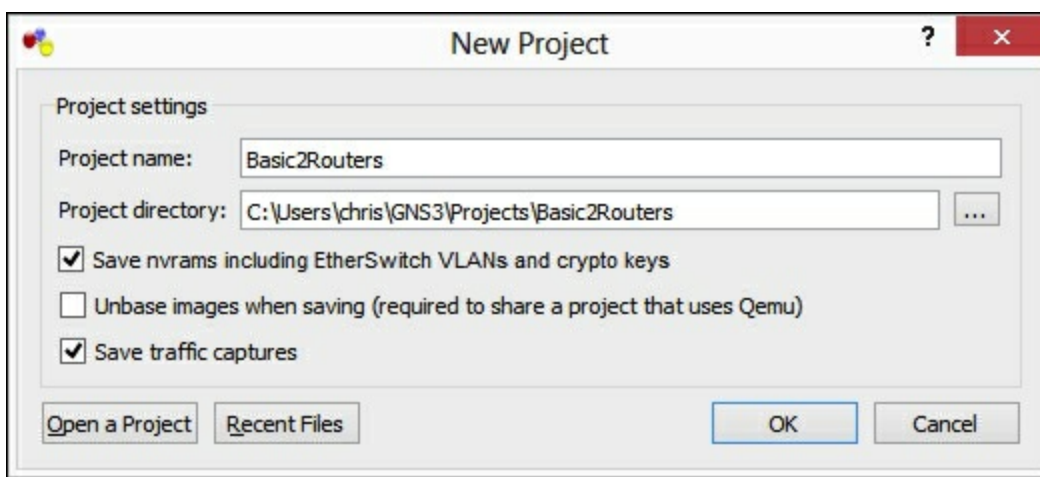 New Project
?
Project settings
Project name: Basic2Routers
Project directory: C:\Users\chris\GNS3\Projects\Basic2Routers ...
Save nvrams including EtherSwitch VLANs and crypto keys
Unbase images when saving (required to share a project that uses Qemu)
Save traffic captures
Open a Project Recent Files OK Cancel